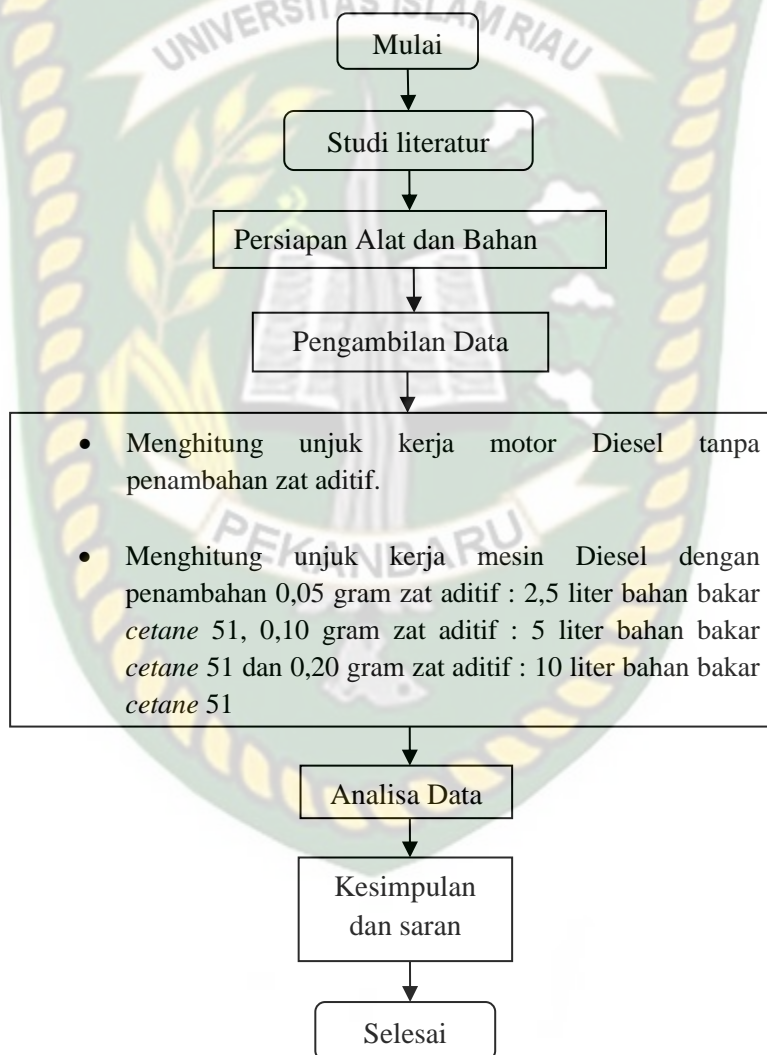 UNIVERSITAS ISLAM RIAU
Mulai
Studi literatur
Persiapan Alat dan Bahan
Pengambilan Data
• Menghitung unjuk kerja motor Diesel tanpa
penambahan zat aditif.
• Menghitung unjuk kerja mesin Diesel dengan
penambahan 0,05 gram zat aditif : 2,5 liter bahan bakar
cetane 51, 0,10 gram zat aditif : 5 liter bahan bakar
cetane 51 dan 0,20 gram zat aditif : 10 liter bahan bakar
cetane 51
PEKANBARU
Analisa Data
Kesimpulan
dan saran
Selesai